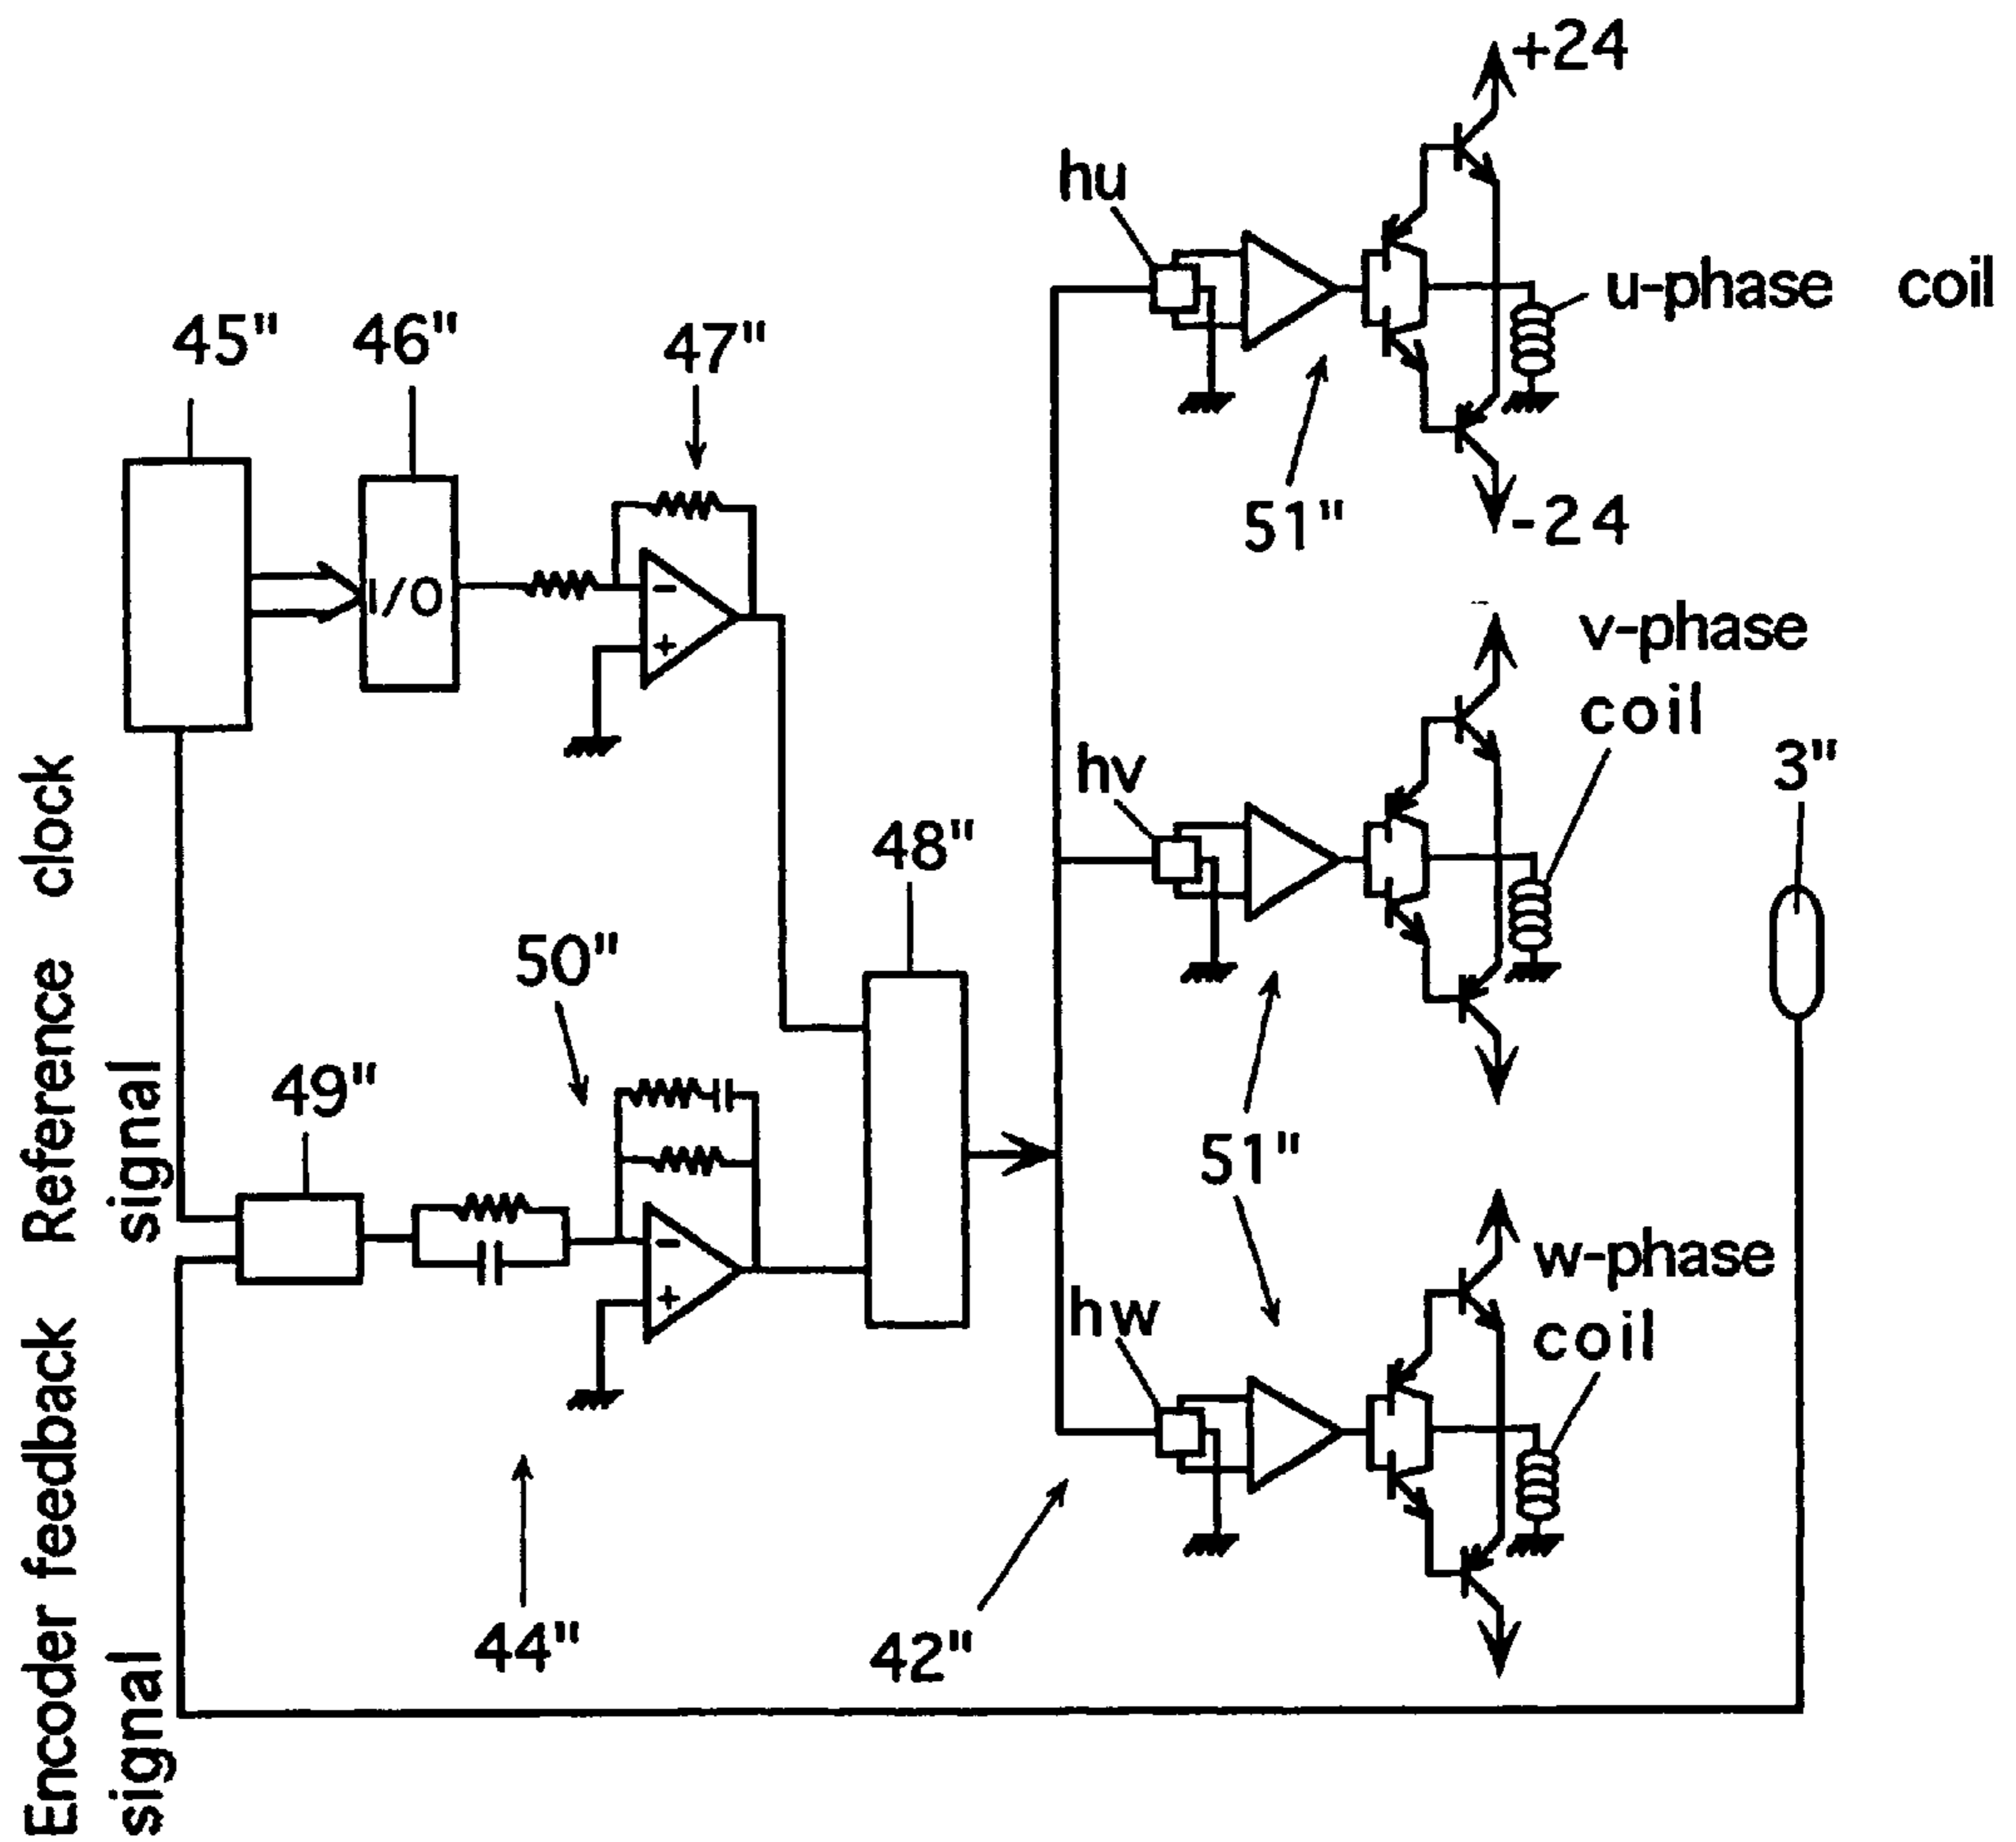 +24
hu
u-phase coil
45"
46"
47"
51"
-24
I/O
-
+
v-phase
coil
hv
3"
48"
Reference clock
signal
50"
49"
51"
-
+
w-phase
coil
hw
44"
42"
Encoder feedback
signal